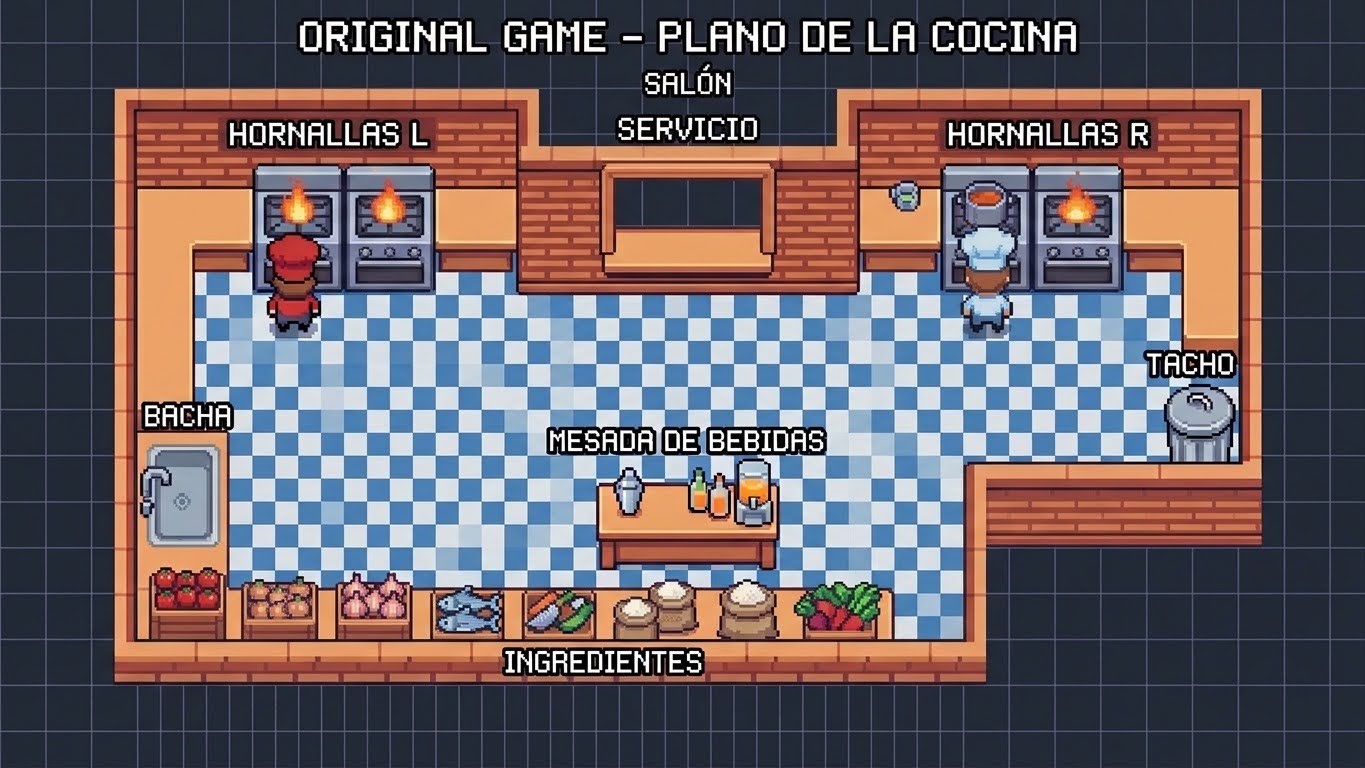 ORIGINAL GAME - PLANO DE LA COCINA
SALÓN
SERVICIO
HORNALLAS L
HORNALLAS R
TACHO
BACHA
MESADA DE BEBIDAS
INGREDIENTES